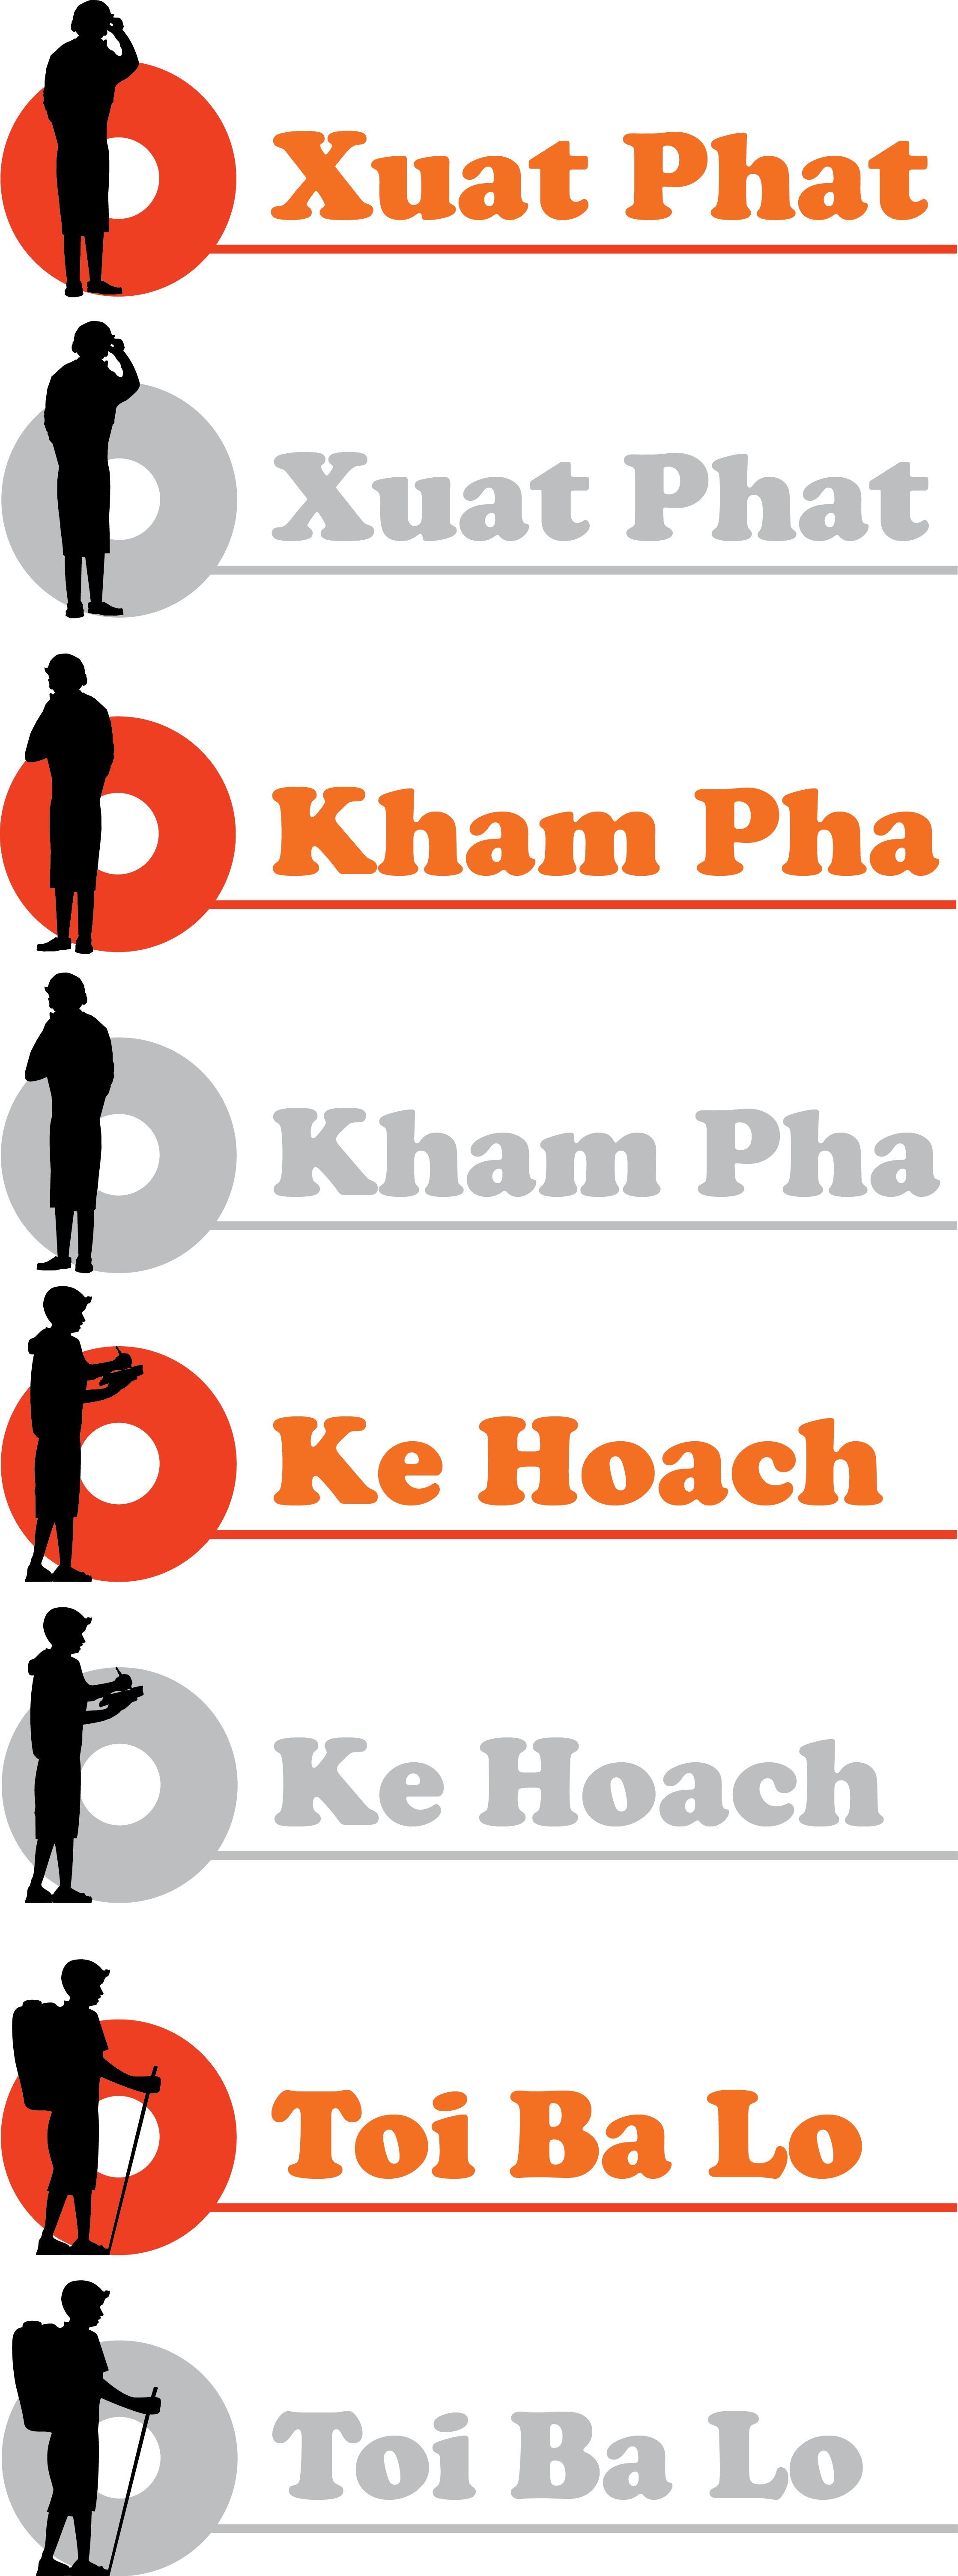 Xuat Phat
Xuat Phat
Kham Pha
Kham Pha
Ke Hoach
Ke Hoach
Toi Ba Lo
Toi Ba Lo